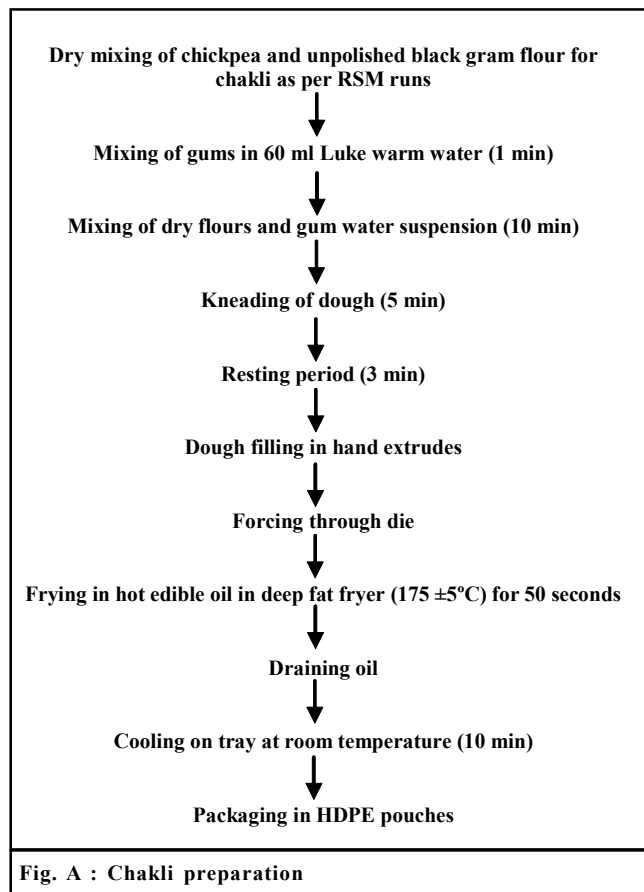 Dry mixing of chickpea and unpolished black gram flour for
chakli as per RSM runs
Mixing of gums in 60 ml Luke warm water (1 min)
Mixing of dry flours and gum water suspension (10 min)
Kneading of dough (5 min)
Resting period (3 min)
Dough filling in hand extrudes
Forcing through die
Frying in hot edible oil in deep fat fryer (175 ±5ºC) for 50 seconds
Draining oil
Cooling on tray at room temperature (10 min)
Packaging in HDPE pouches
Fig. A : Chakli preparation